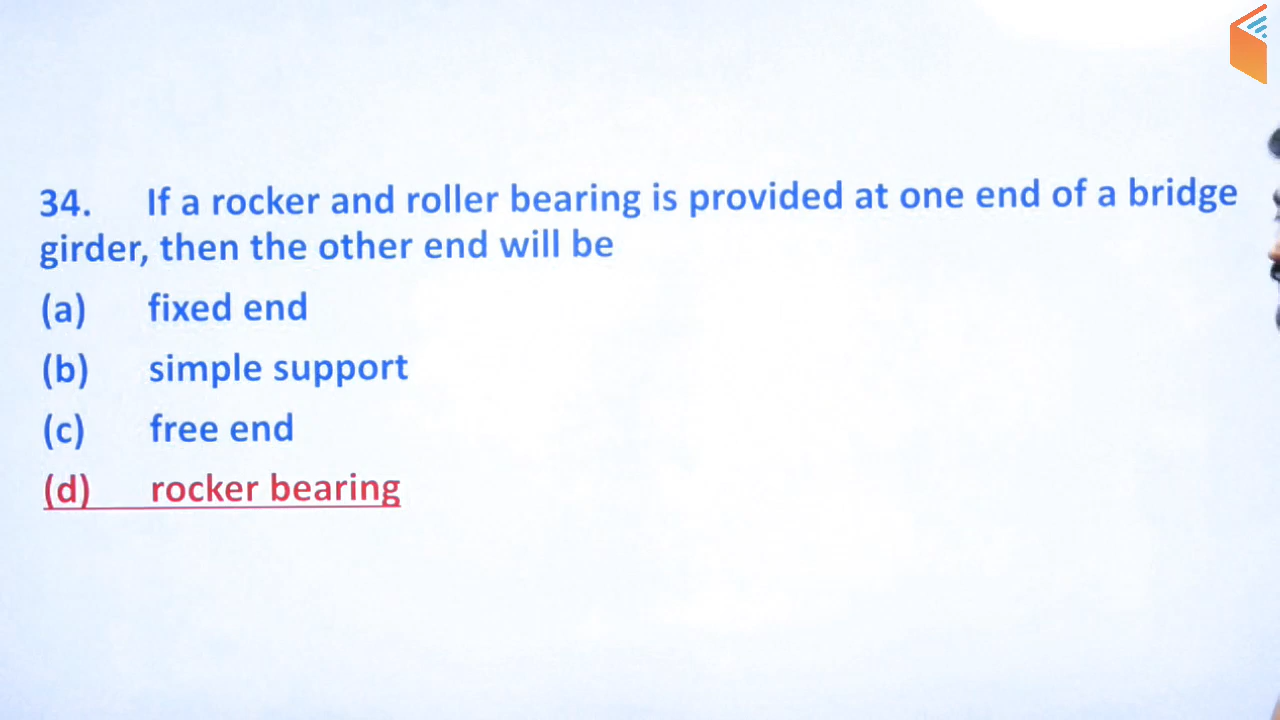 34. If a rocker and roller bearing is provided at one end of a bridge
girder, then the other end will be
(a) fixed end
(b) simple support
(c) free end
(d) rocker bearing